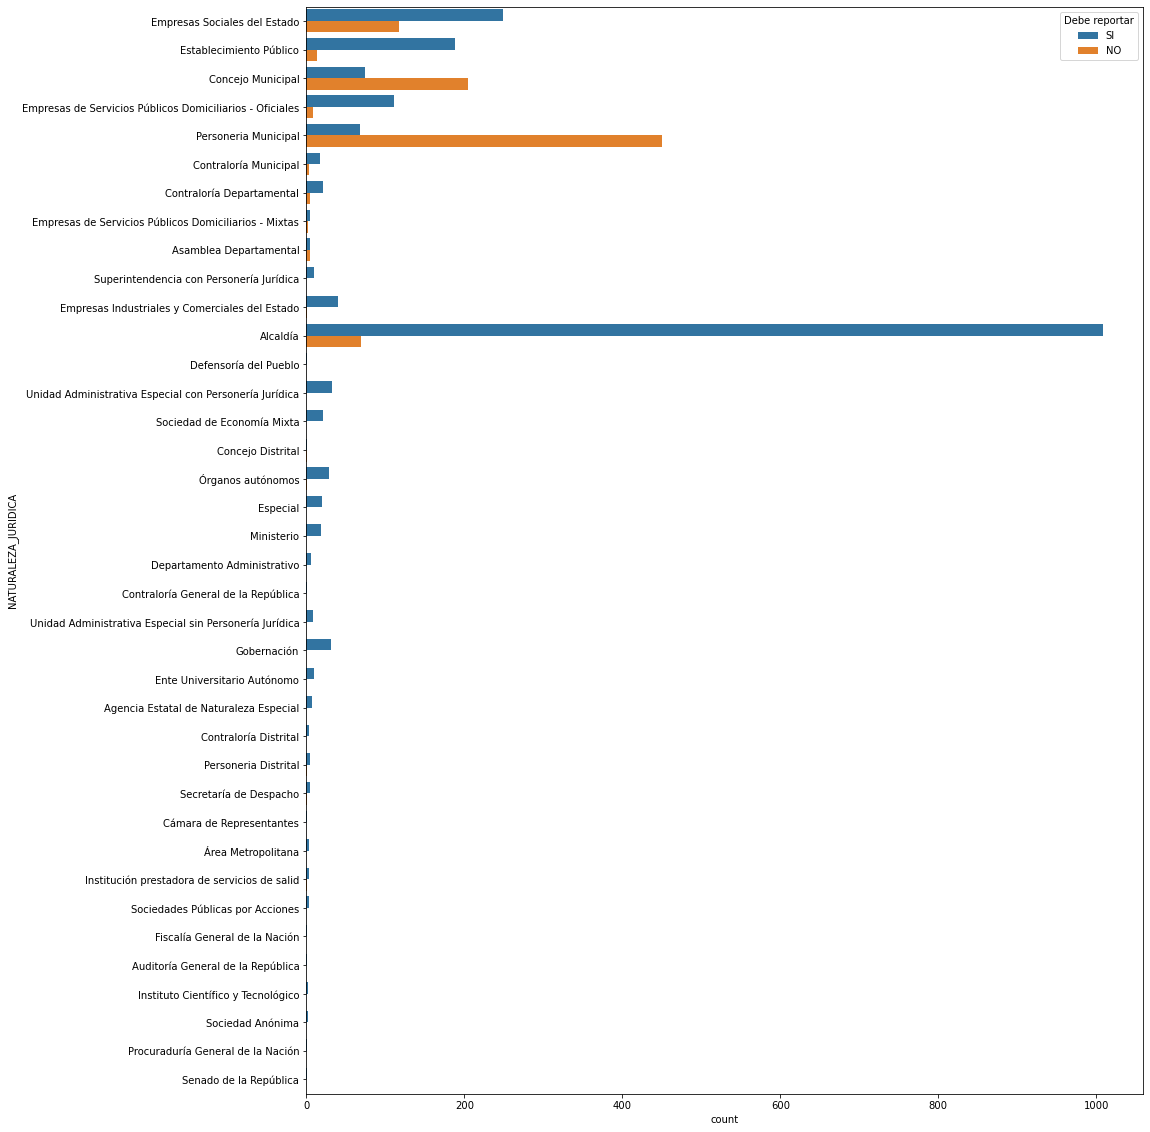 Empresas Sociales del Estado
Establecimiento Público
Concejo Municipal
Empresas de Servicios Públicos Domiciliarios - Oficiales
Personeria Municipal
Contraloría Municipal
Contraloría Departamental
Empresas de Servicios Públicos Domiciliarios - Mixtas
Asamblea Departamental
Superintendencia con Personería Jurídica
Empresas Industriales y Comerciales del Estado
Alcaldía
Defensoría del Pueblo
Unidad Administrativa Especial con Personería Jurídica
Sociedad de Economía Mixta
Concejo Distrital
Órganos autónomos
Especial
Ministerio
Departamento Administrativo
Contraloría General de la República
Unidad Administrativa Especial sin Personería Jurídica
Gobernación
Ente Universitario Autónomo
Agencia Estatal de Naturaleza Especial
Contraloría Distrital
Personeria Distrital
Secretaría de Despacho
Cámara de Representantes
Área Metropolitana
Institución prestadora de servicios de salid
Sociedades Públicas por Acciones
Fiscalía General de la Nación
Auditoría General de la República
Instituto Científico y Tecnológico
Sociedad Anónima
Procuraduría General de la Nación
Senado de la República
NATURALEZA_JURIDICA
0 200 400 600 800 1000
count
Debe reportar
SI
NO